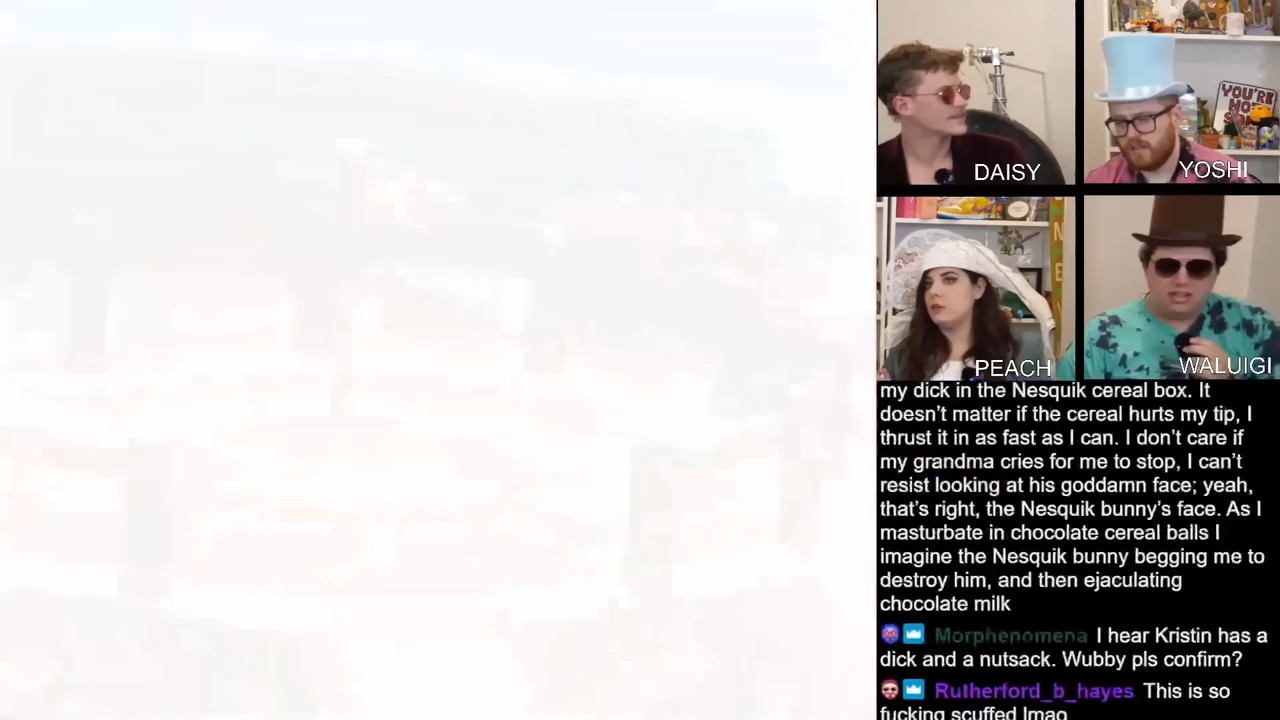 DAISY
YOSHI
YOU'RE
NOT
PEACH
WALUIGI
my dick in the Nesquik cereal box. It
doesn't matter if the cereal hurts my tip, I
thrust it in as fast as I can. I don't care if
my grandma cries for me to stop, I can't
resist looking at his goddamn face; yeah,
that's right, the Nesquik bunny's face. As I
masturbate in chocolate cereal balls I
imagine the Nesquik bunny begging me to
destroy him, and then ejaculating
chocolate milk
Morphenomena I hear Kristin has a
dick and a nutsack. Wubby pls confirm?
Rutherford_b_hayes This is so
fucking scuffed lmao